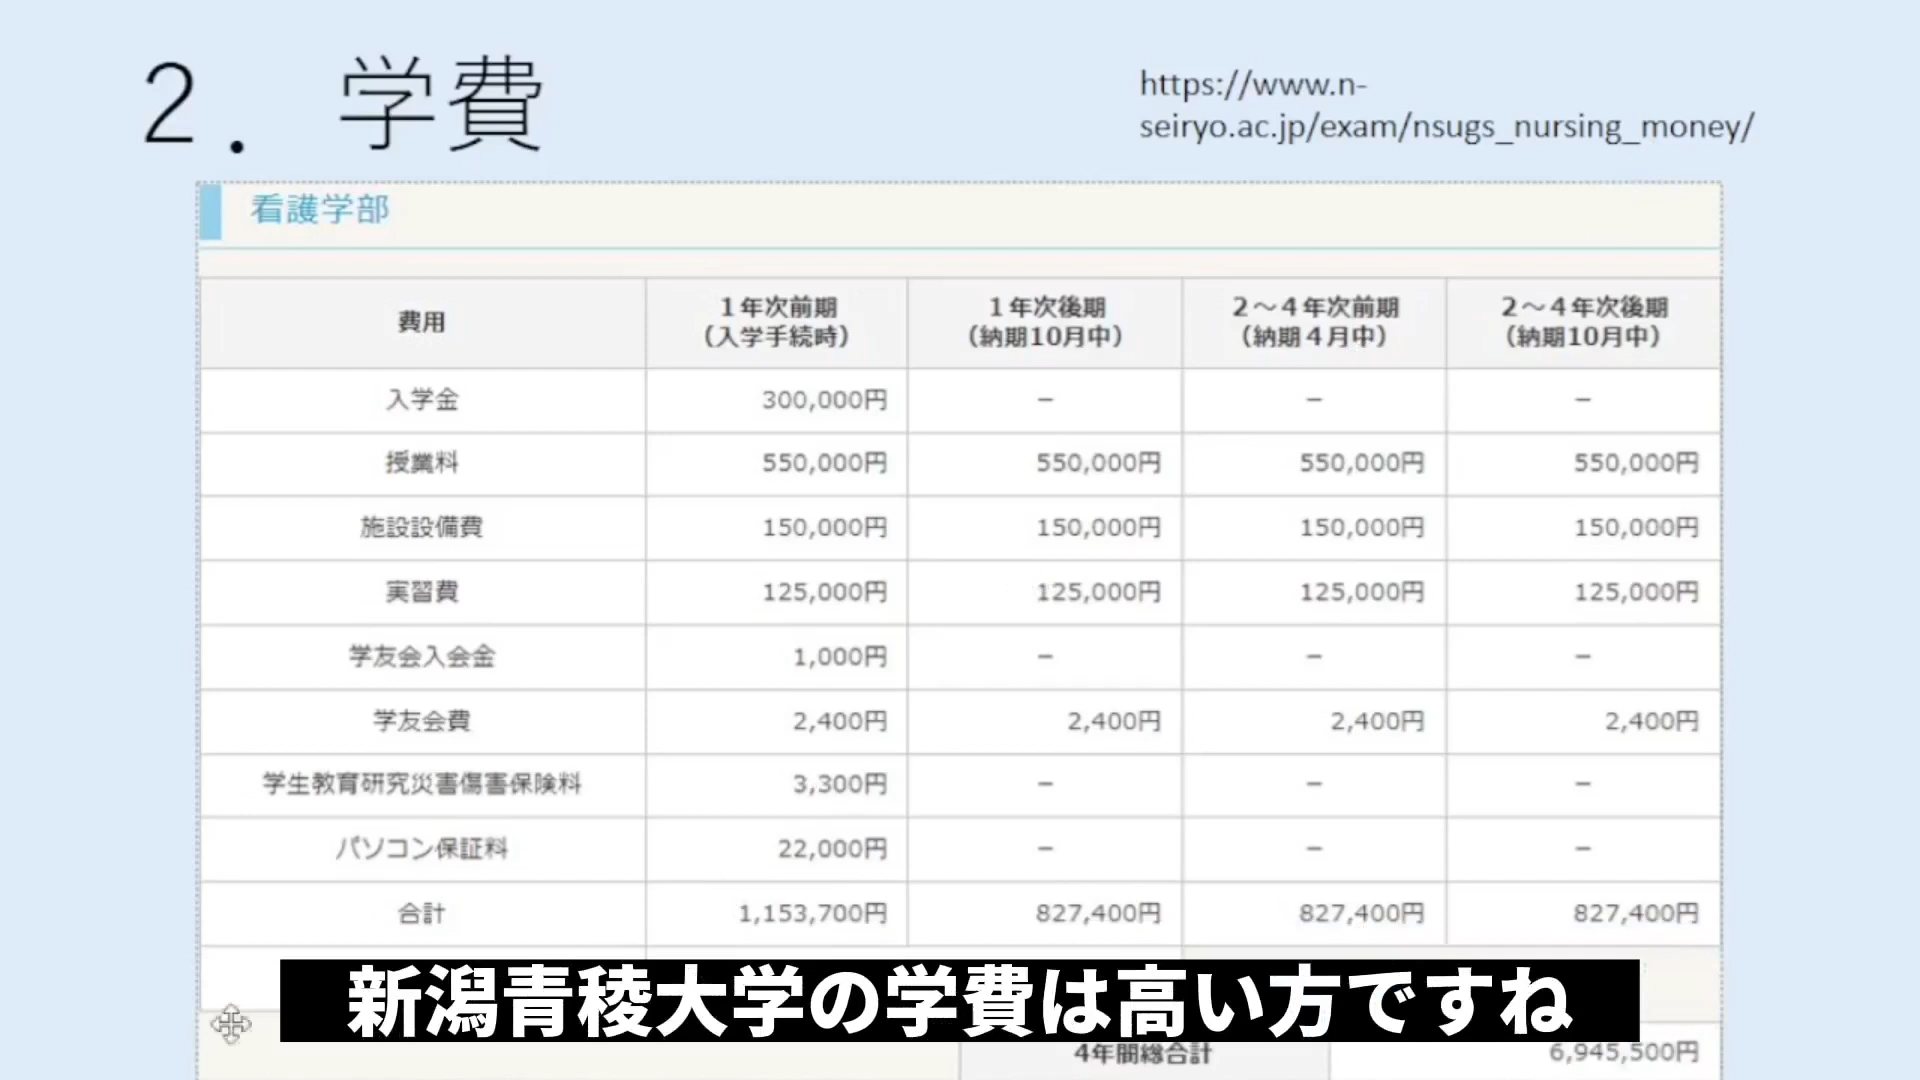 2. 学費
https://www.n-
seiryo.ac.jp/exam/nsugs_nursing_money/
看護学部
費用 1年次前期（入学手続時） 1年次後期（納期10月中） 2～4年次前期（納期4月中） 2～4年次後期（納期10月中）
入学金 300,000円 － － －
授業料 550,000円 550,000円 550,000円 550,000円
施設設備費 150,000円 150,000円 150,000円 150,000円
実習費 125,000円 125,000円 125,000円 125,000円
学友会入会金 1,000円 － － －
学友会費 2,400円 2,400円 2,400円 2,400円
学生教育研究災害傷害保険料 3,300円 － － －
パソコン保証料 22,000円 － － －
合計 1,153,700円 827,400円 827,400円 827,400円
新潟青稜大学の学費は高い方ですね
4年間総合計 6,945,500円